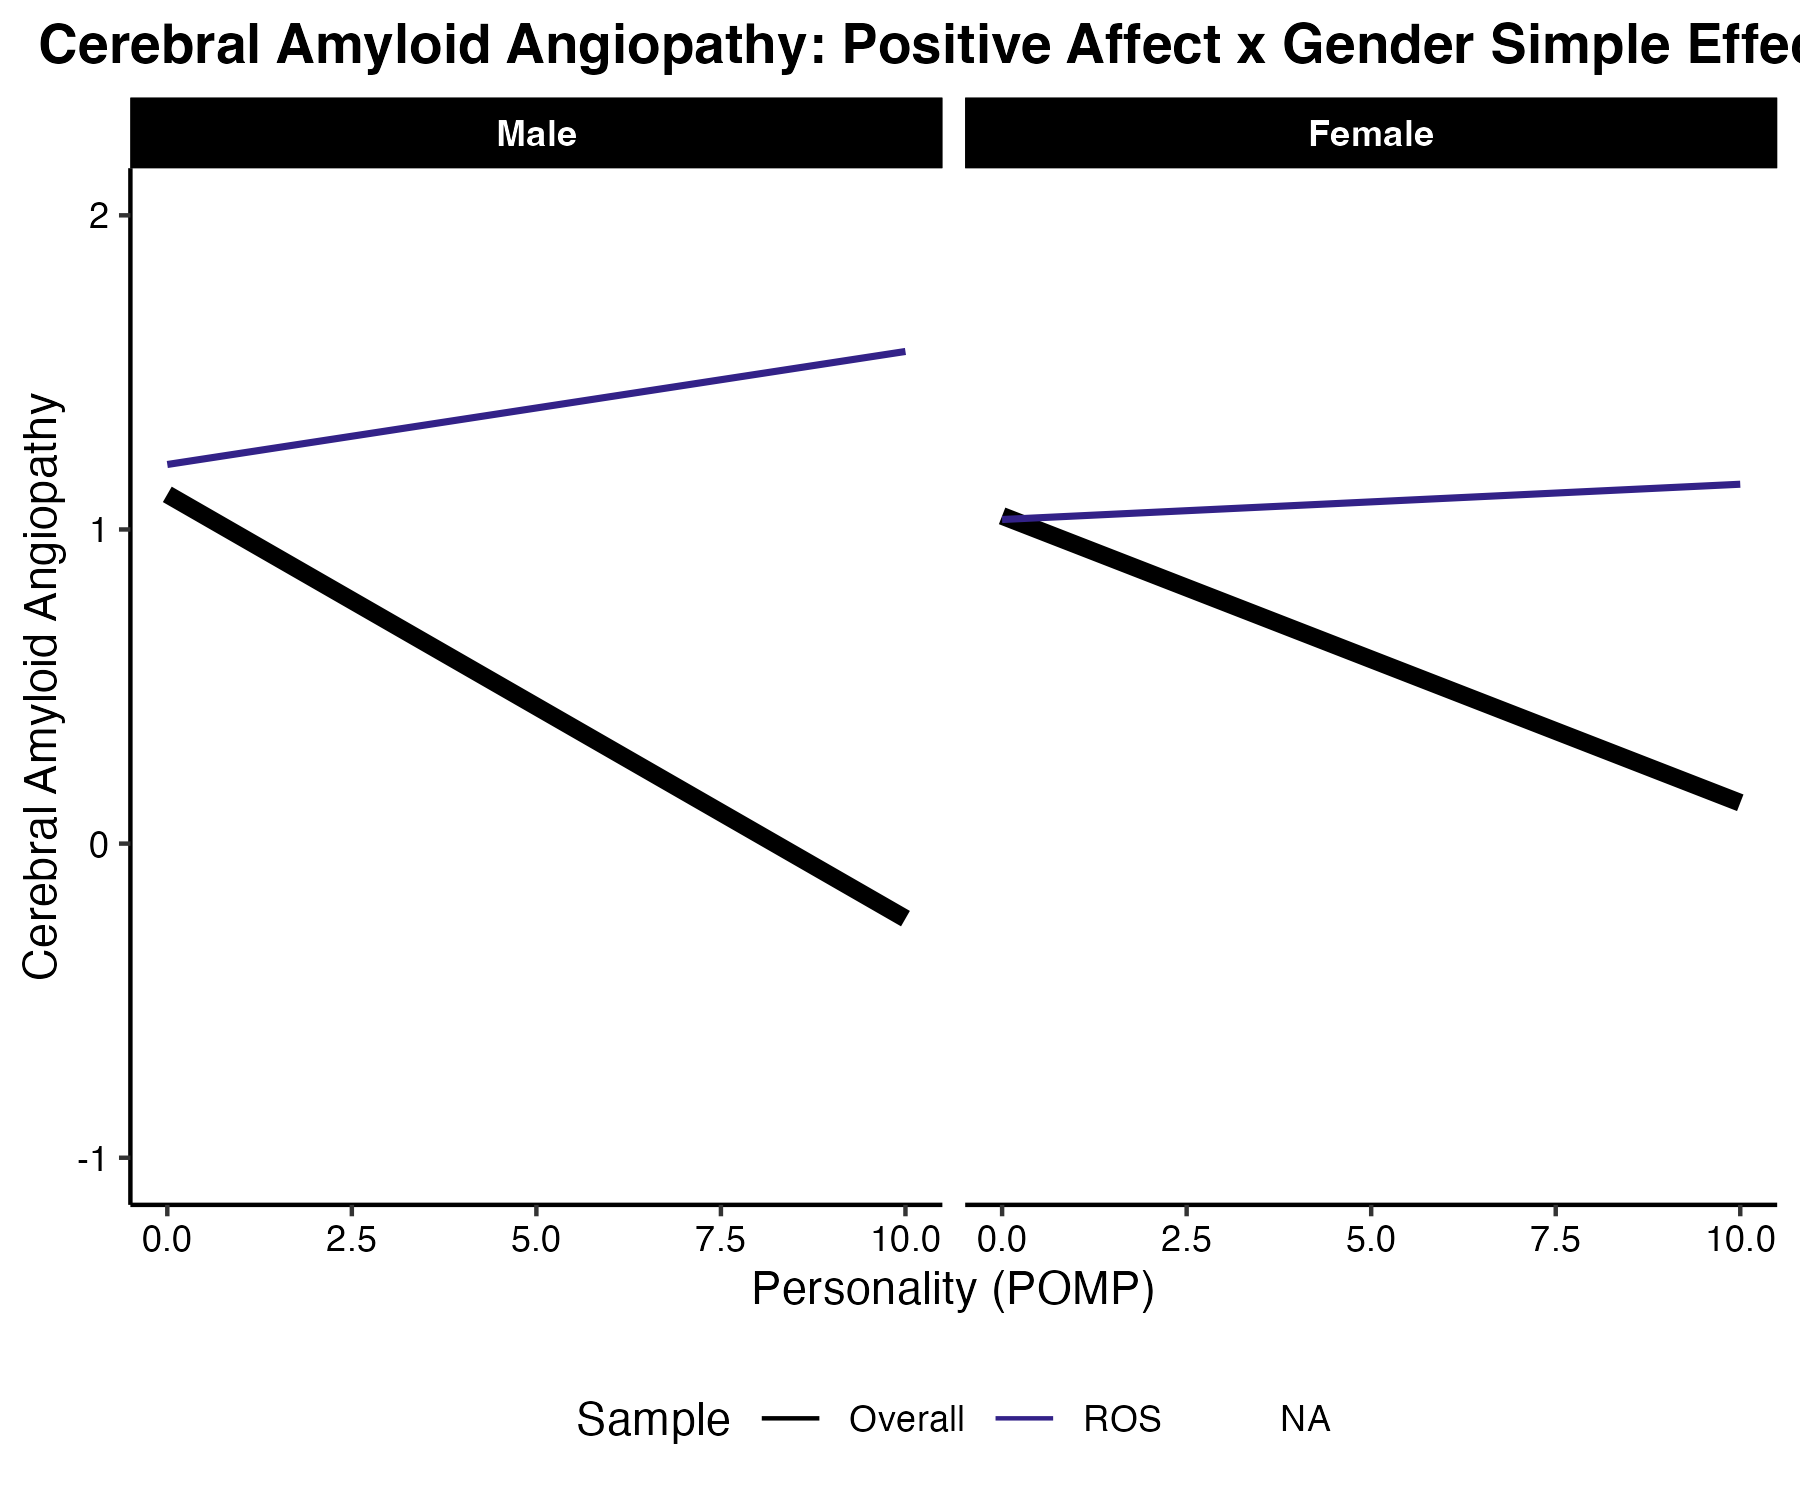 Cerebral Amyloid Angiopathy: Positive Affect x Gender Simple Effec
Male
Female
Cerebral Amyloid Angiopathy
2
1
0
-1
0.0 2.5 5.0 7.5 10.0
0.0 2.5 5.0 7.5 10.0
Personality (POMP)
Sample Overall ROS NA